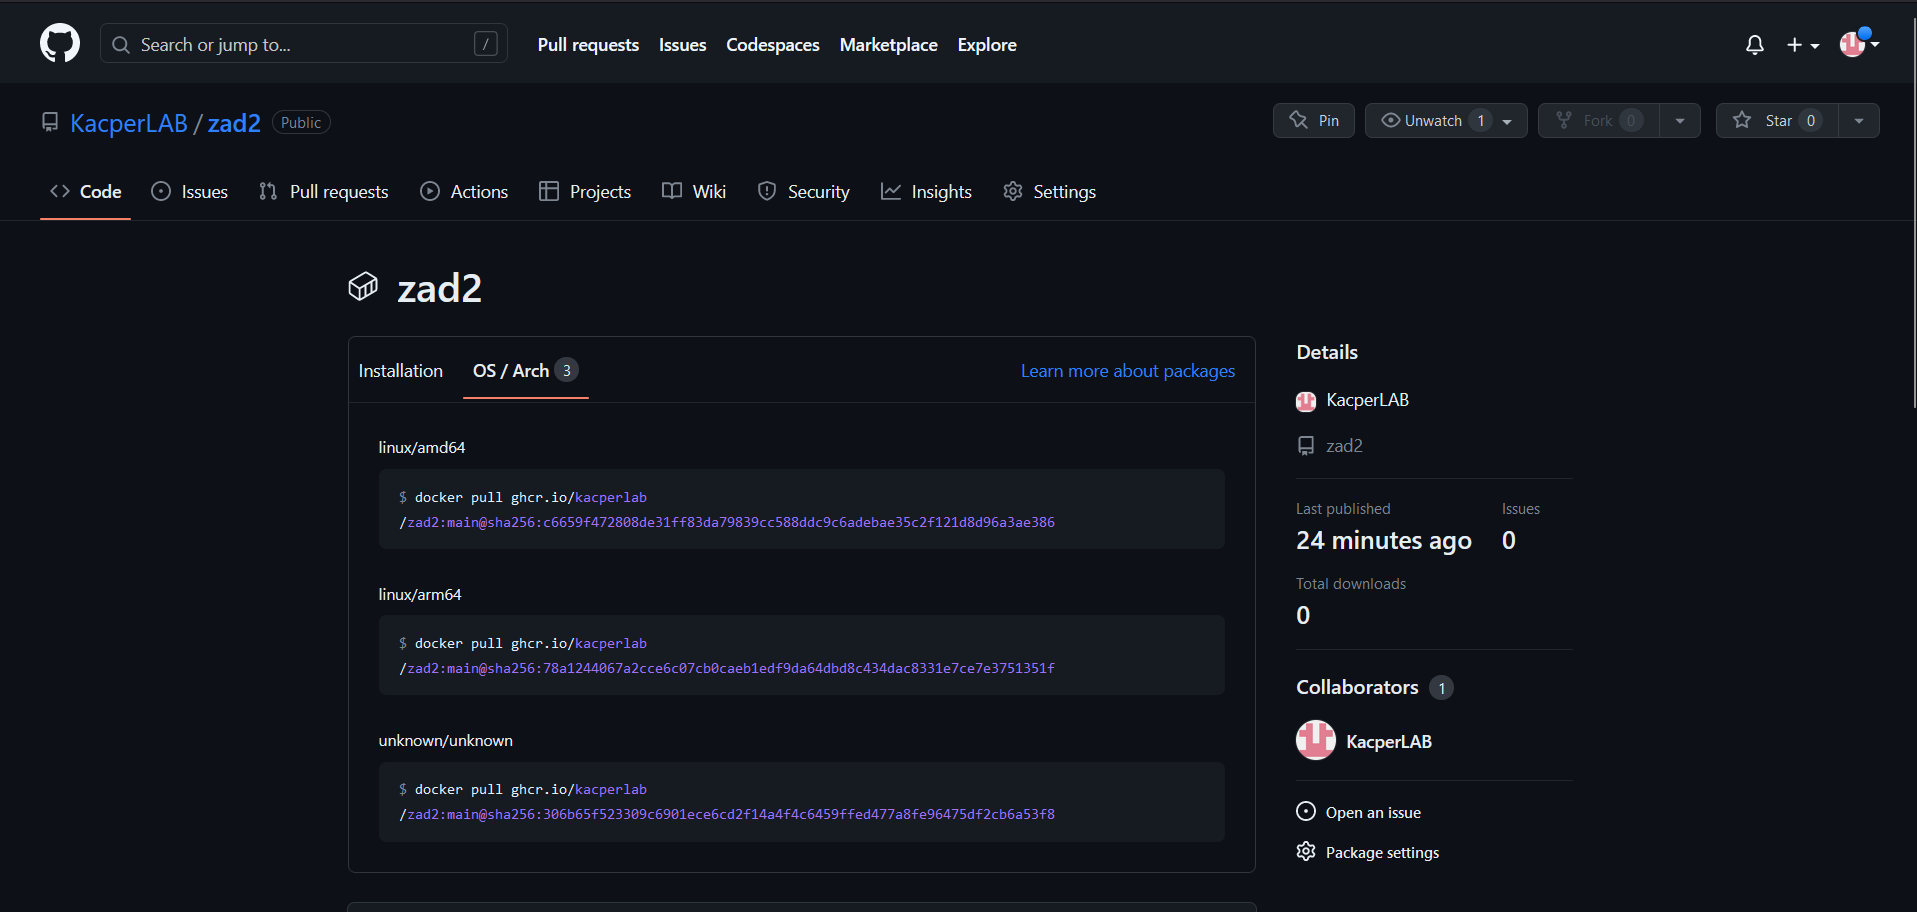 Search or jump to... /
Pull requests Issues Codespaces Marketplace Explore
KacperLAB / zad2 Public
Pin Unwatch 1 Fork 0 Star 0
Code Issues Pull requests Actions Projects Wiki Security Insights Settings
zad2
Installation OS / Arch 3 Learn more about packages
linux/amd64
$ docker pull ghcr.io/kacperlab
/zad2:main@sha256:c6659f472808de31ff83da79839cc588ddc9c6adebae35c2f121d8d96a3ae386
linux/arm64
$ docker pull ghcr.io/kacperlab
/zad2:main@sha256:78a1244067a2cce6c07cb0caeb1edf9da64dbd8c434dac8331e7ce7e3751351f
unknown/unknown
$ docker pull ghcr.io/kacperlab
/zad2:main@sha256:306b65f523309c6901ece6cd2f14a4f4c6459ffed477a8fe96475df2cb6a53f8
Details
KacperLAB
zad2
Last published Issues
24 minutes ago 0
Total downloads
0
Collaborators 1
KacperLAB
Open an issue
Package settings